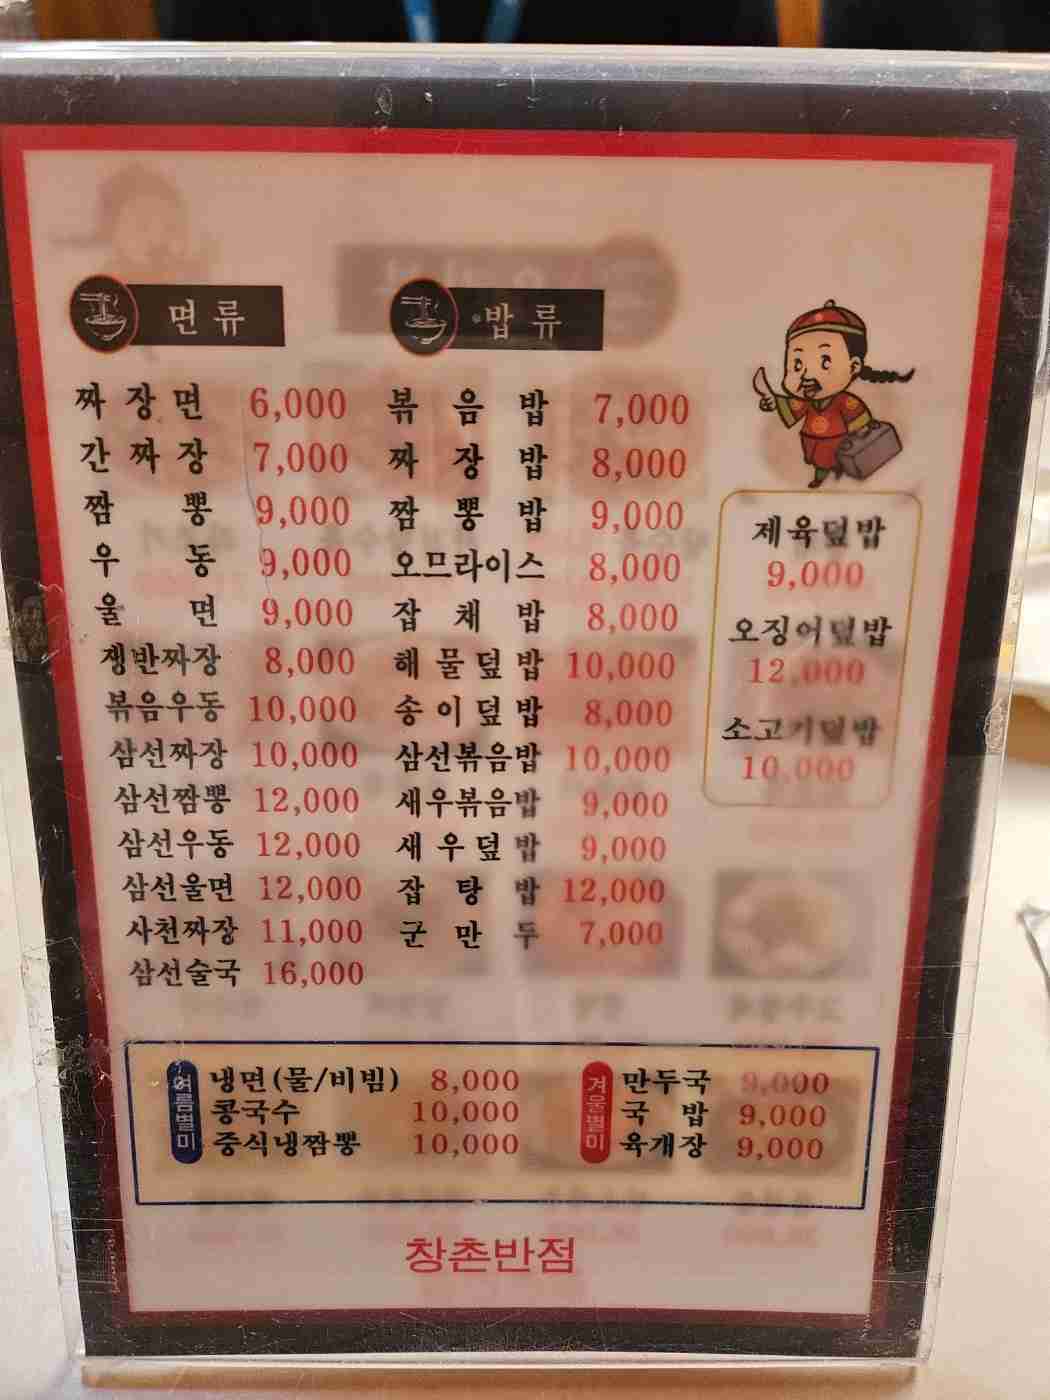 면류
짜장면 6,000
간짜장 7,000
짬뽕 9,000
우동 9,000
울면 9,000
쟁반짜장 8,000
볶음우동 10,000
삼선짜장 10,000
삼선짬뽕 12,000
삼선우동 12,000
삼선울면 12,000
사천짜장 11,000
삼선술국 16,000
밥류
볶음밥 7,000
짜장밥 8,000
짬뽕밥 9,000
오므라이스 8,000
잡채밥 8,000
해물덮밥 10,000
송이덮밥 8,000
삼선볶음밥 10,000
새우볶음밥 9,000
새우덮밥 9,000
잡탕밥 12,000
군만두 7,000
제육덮밥
9,000
오징어덮밥
12,000
소고기덮밥
10,000
여름별미
냉면(물/비빔) 8,000
콩국수 10,000
중식냉짬뽕 10,000
겨울별미
만두국 9,000
국밥 9,000
육개장 9,000
창촌반점